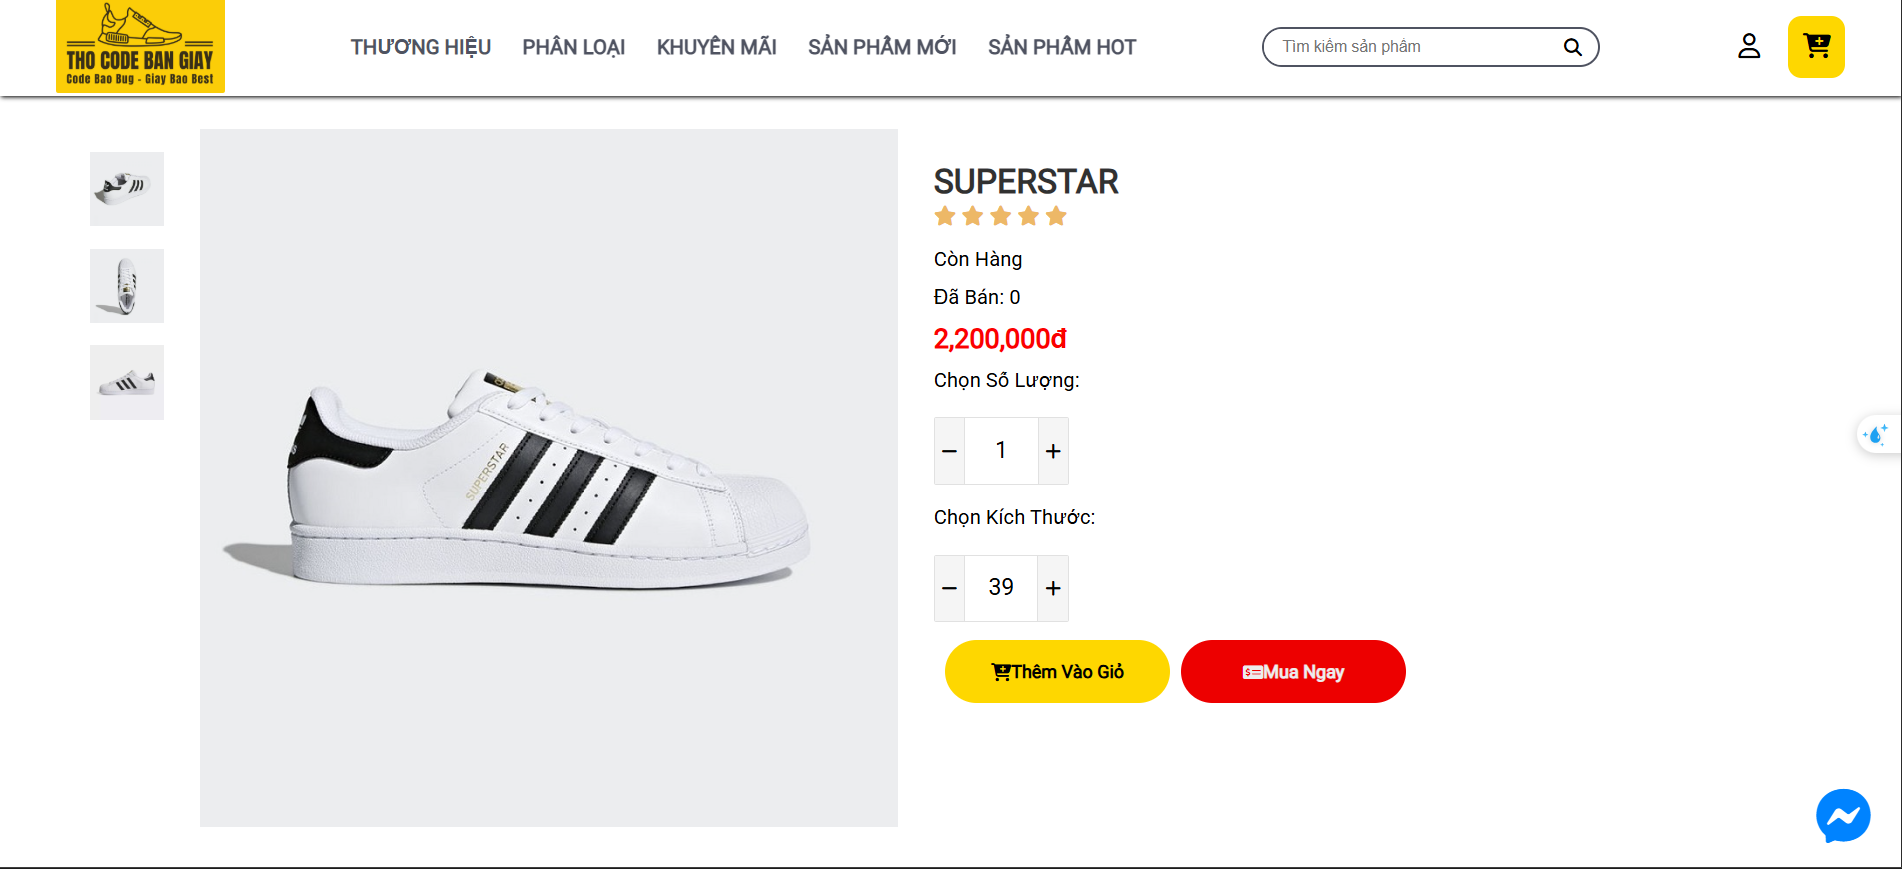 THO CODE BAN GIAY
Code Bao Bug - Giay Bao Best
THƯƠNG HIỆU
PHÂN LOẠI
KHUYẾN MÃI
SẢN PHẨM MỚI
SẢN PHẨM HOT
Tìm kiếm sản phẩm
SUPERSTAR
SUPERSTAR
Còn Hàng
Đã Bán: 0
2,200,000đ
Chọn Số Lượng:
− 1 +
Chọn Kích Thước:
− 39 +
Thêm Vào Giỏ
Mua Ngay